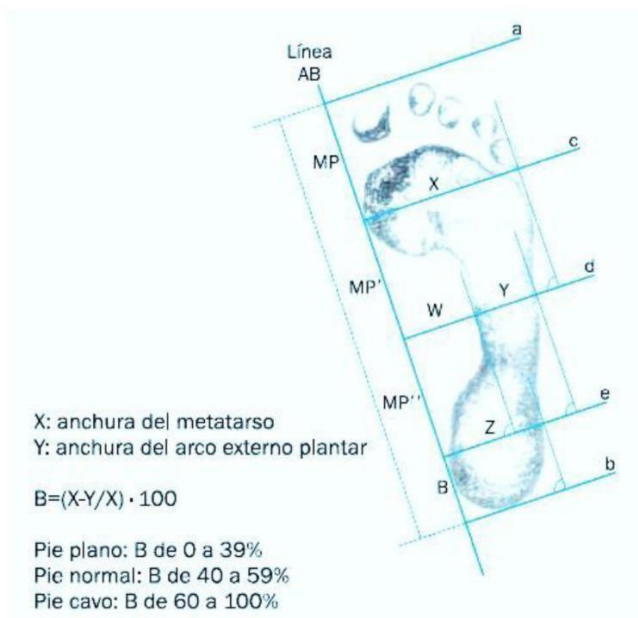 Línea
AB
a
MP
c
X
MP'
d
Y
W
MP''
e
Z
B
b
X: anchura del metatarso
Y: anchura del arco externo plantar
B=(X-Y/X) · 100
Pie plano: B de 0 a 39%
Pie normal: B de 40 a 59%
Pie cavo: B de 60 a 100%